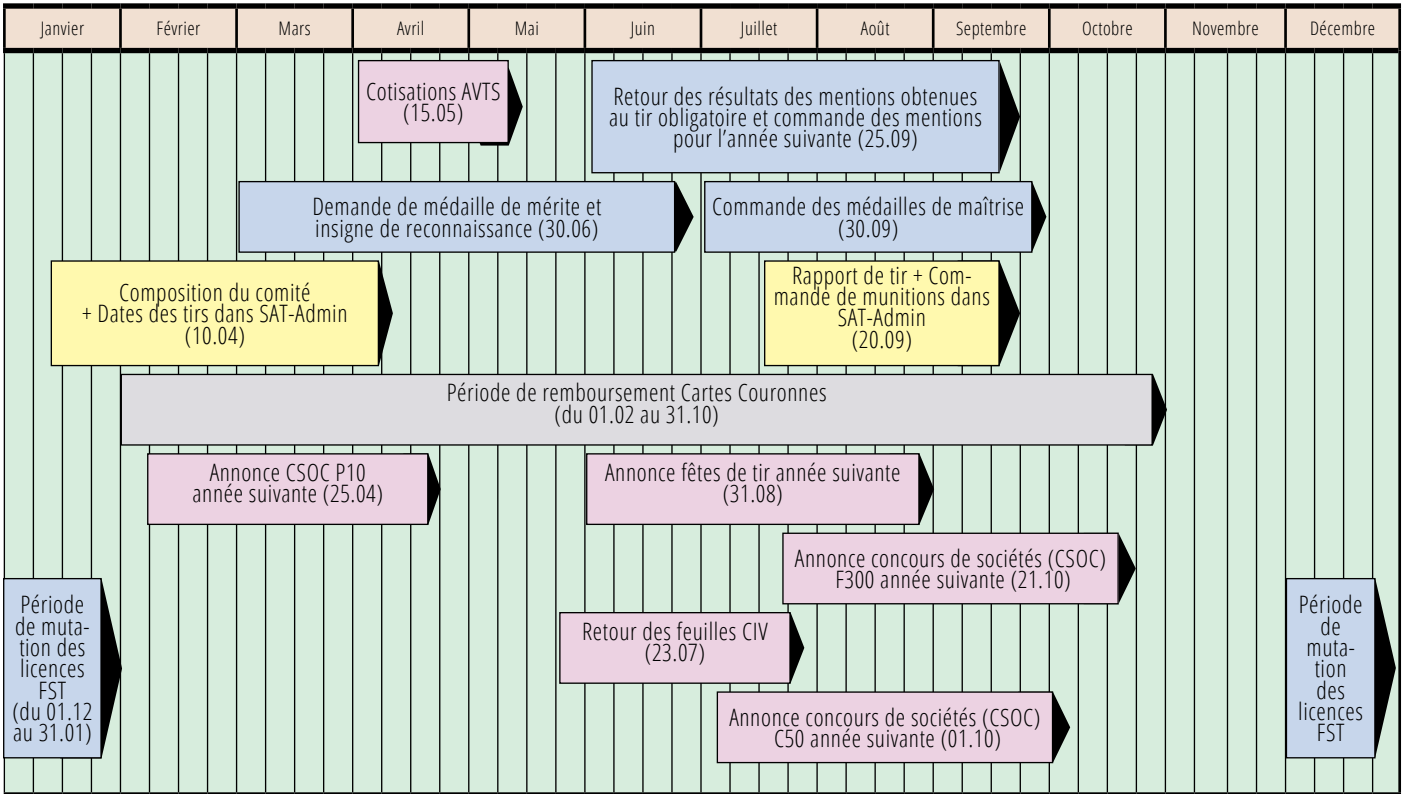 Janvier
Février
Mars
Avril
Mai
Juin
Juillet
Août
Septembre
Octobre
Novembre
Décembre
Cotisations AVTS
(15.05)
Retour des résultats des mentions obtenues
au tir obligatoire et commande des mentions
pour l'année suivante (25.09)
Demande de médaille de mérite et
insigne de reconnaissance (30.06)
Commande des médailles de maîtrise
(30.09)
Composition du comité
+ Dates des tirs dans SAT-Admin
(10.04)
Rapport de tir + Com-
mande de munitions dans
SAT-Admin
(20.09)
Période de remboursement Cartes Couronnes
(du 01.02 au 31.10)
Annonce CSOC P10
année suivante (25.04)
Annonce fêtes de tir année suivante
(31.08)
Annonce concours de sociétés (CSOC)
F300 année suivante (21.10)
Période
de muta-
tion des
licences
FST
(du 01.12
au 31.01)
Retour des feuilles CIV
(23.07)
Période
de
muta-
tion
des
licences
FST
Annonce concours de sociétés (CSOC)
C50 année suivante (01.10)